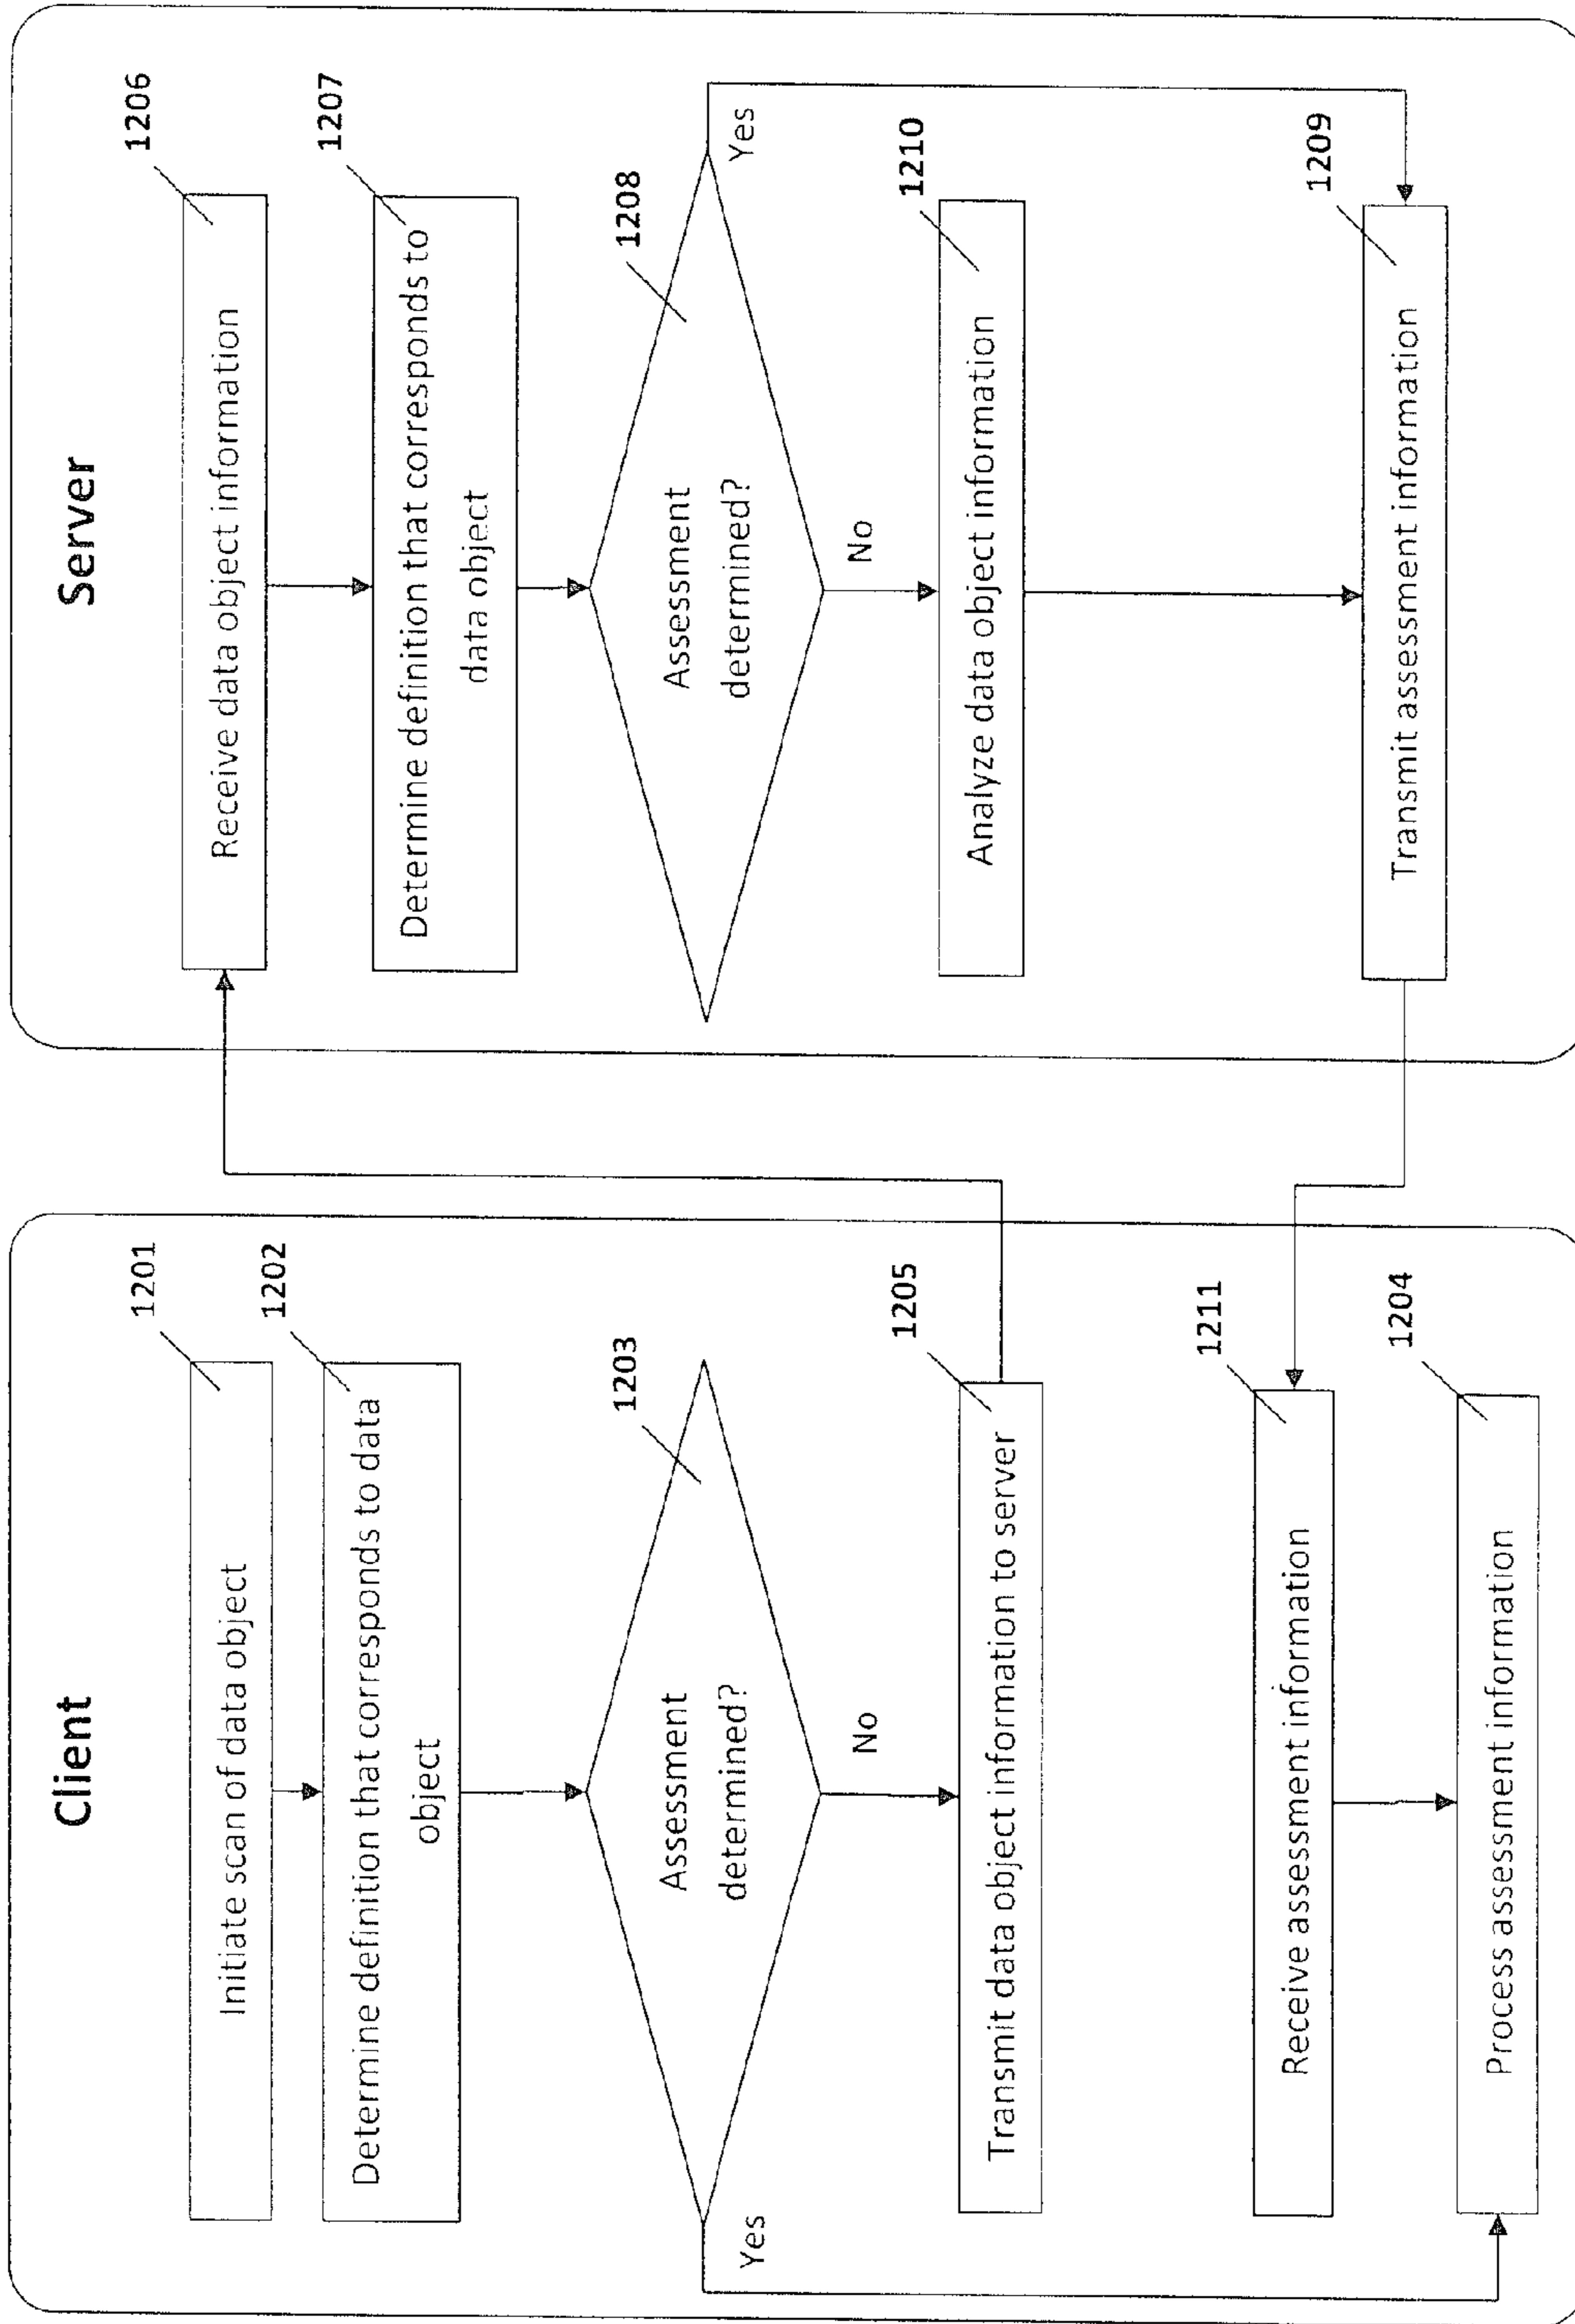 Client
1201
Initiate scan of data object
1202
Determine definition that corresponds to data
object
1203
Assessment
determined?
Yes
No
1205
Transmit data object information to server
1211
Receive assessment information
1204
Process assessment information
Server
1206
Receive data object information
1207
Determine definition that corresponds to
data object
1208
Assessment
determined?
Yes
No
1210
Analyze data object information
1209
Transmit assessment information